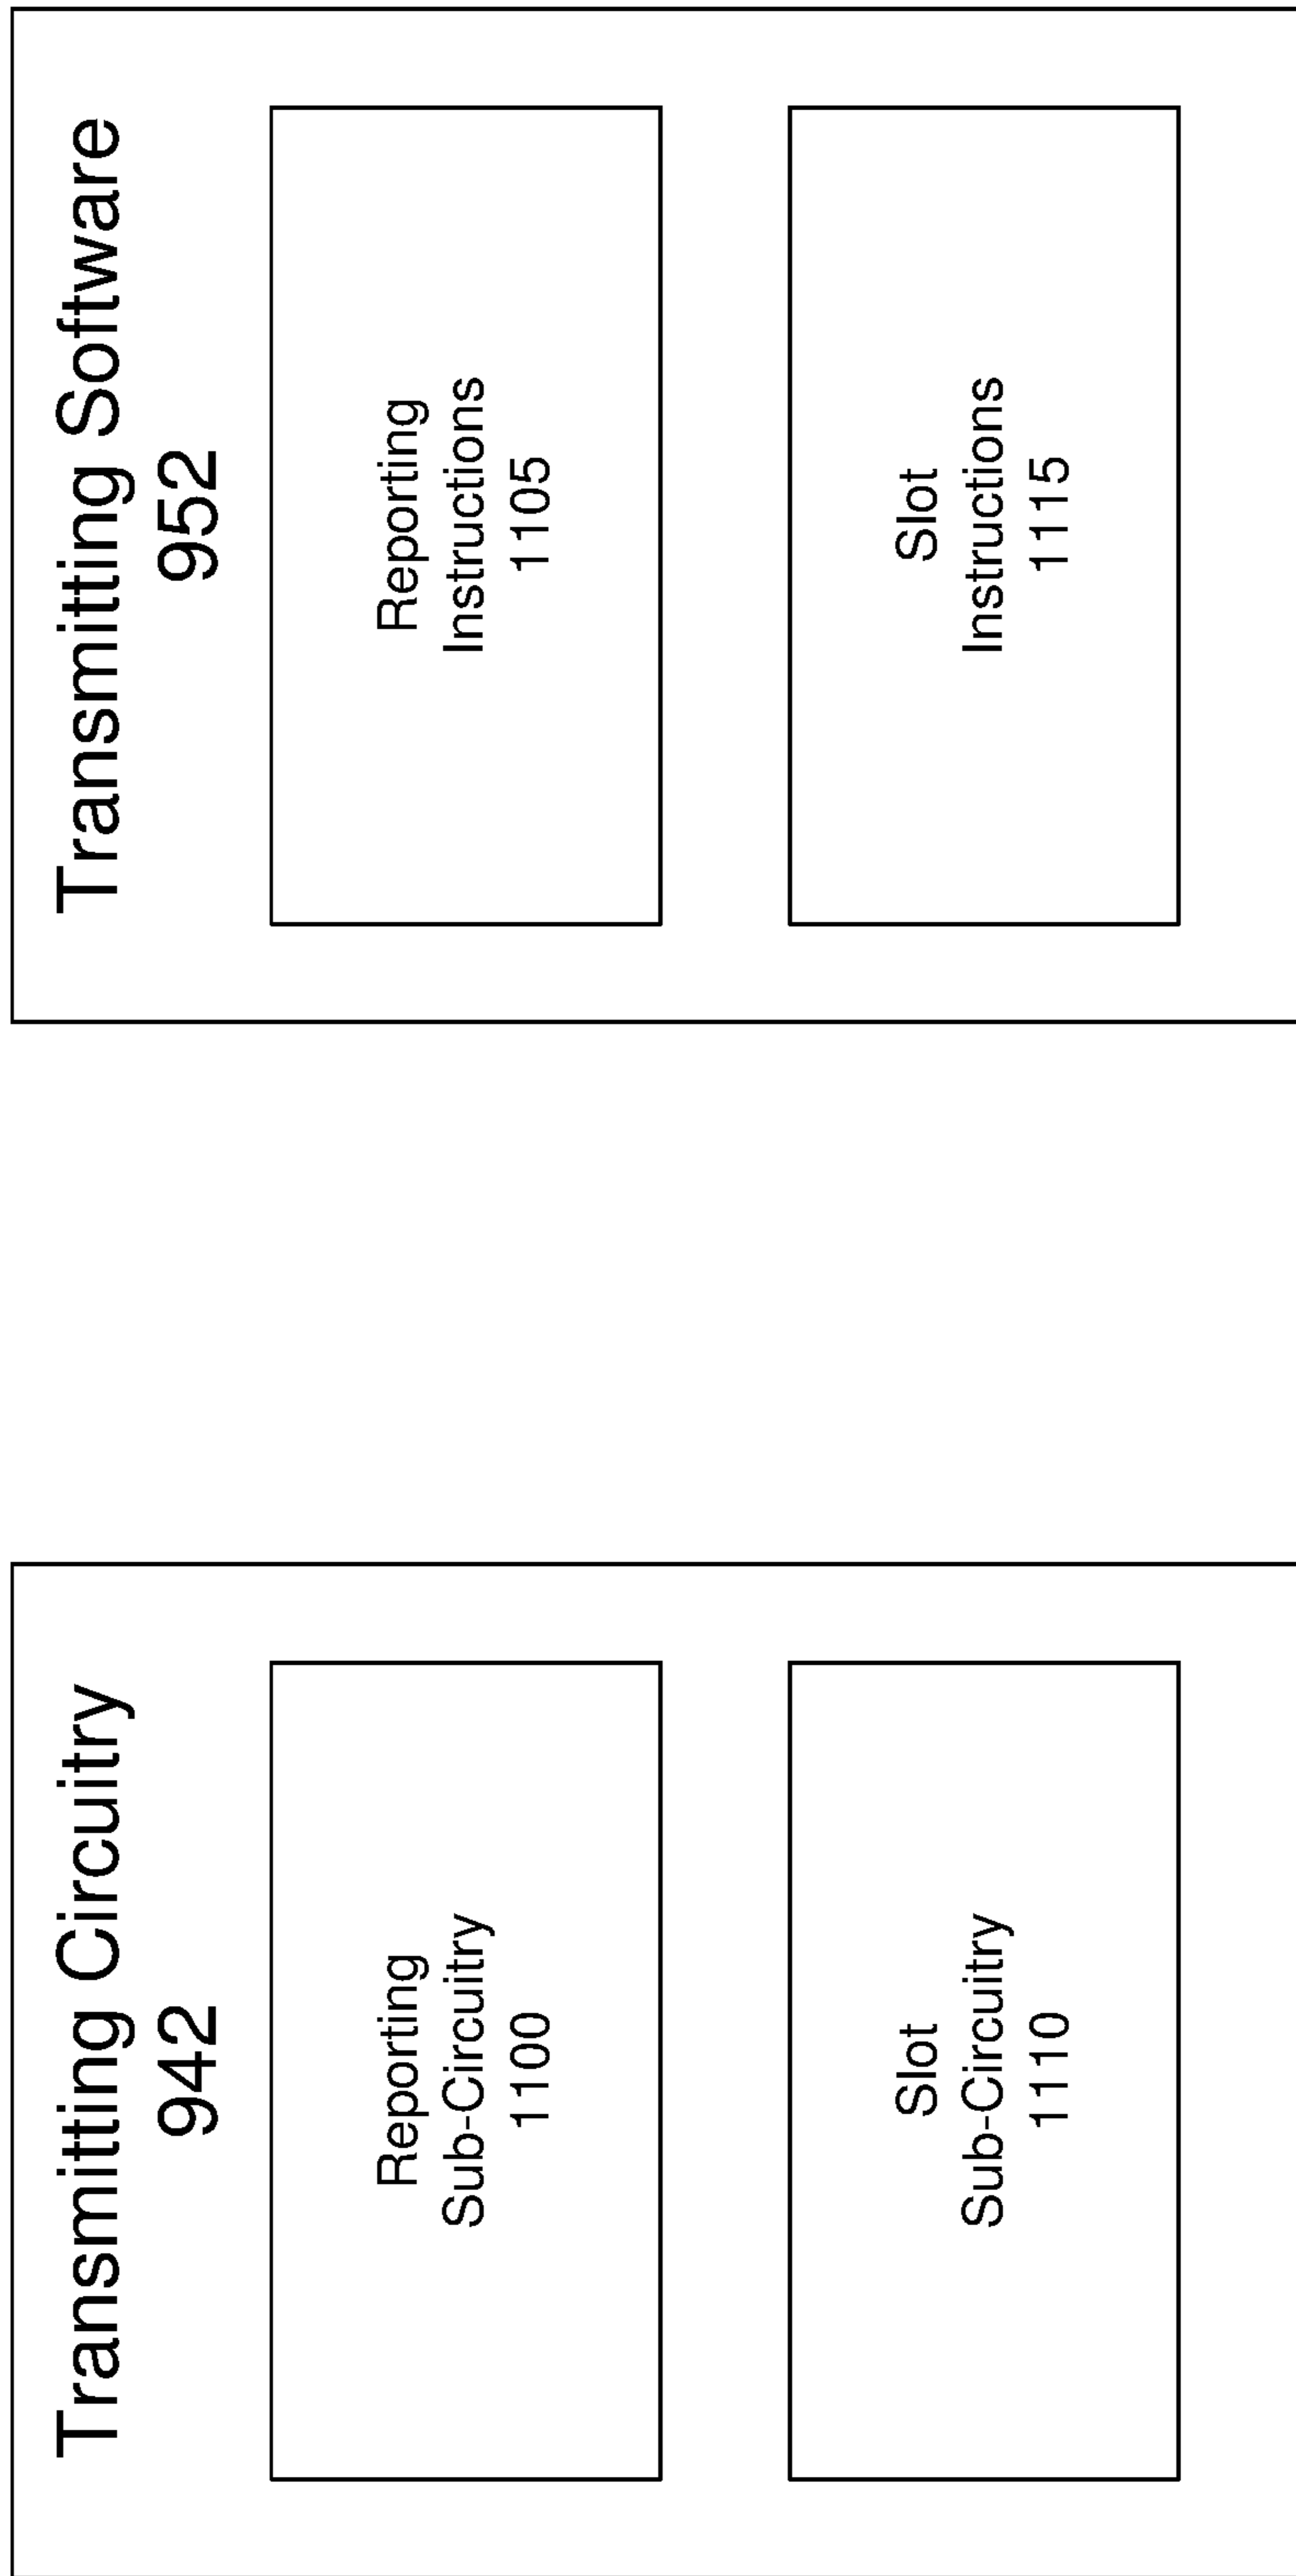 Transmitting Circuitry
942
Reporting
Sub-Circuitry
1100
Slot
Sub-Circuitry
1110
Transmitting Software
952
Reporting
Instructions
1105
Slot
Instructions
1115